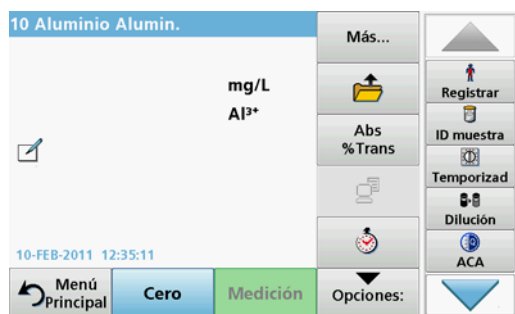 10 Aluminio Alumin.
mg/L
Al³⁺
10-FEB-2011 12:35:11
Menú
Principal
Cero
Medición
Más...
Abs
%Trans
Opciones:
Registrar
ID muestra
Temporizad
Dilución
ACA